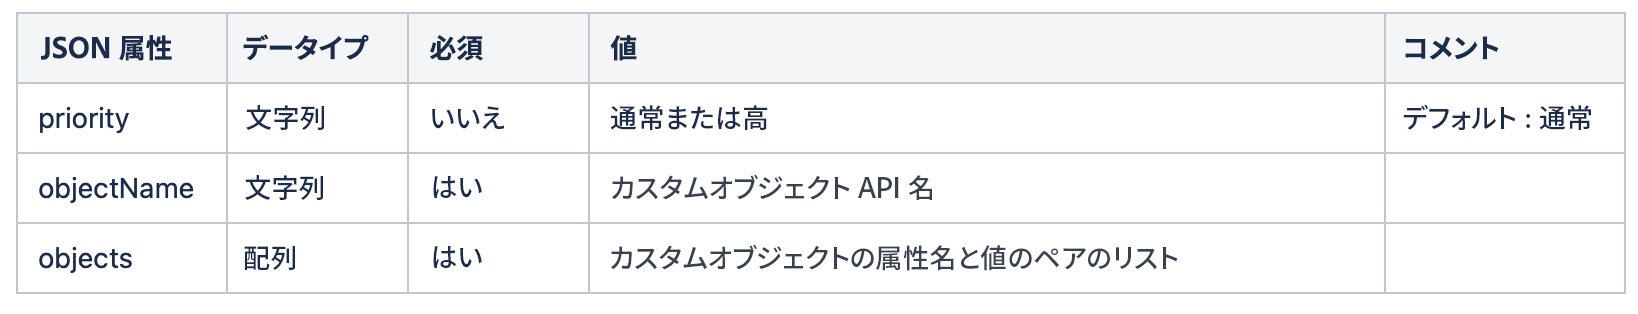 JSON 属性 データタイプ 必須 値 コメント
priority 文字列 いいえ 通常または高 デフォルト : 通常
objectName 文字列 はい カスタムオブジェクト API 名
objects 配列 はい カスタムオブジェクトの属性名と値のペアのリスト